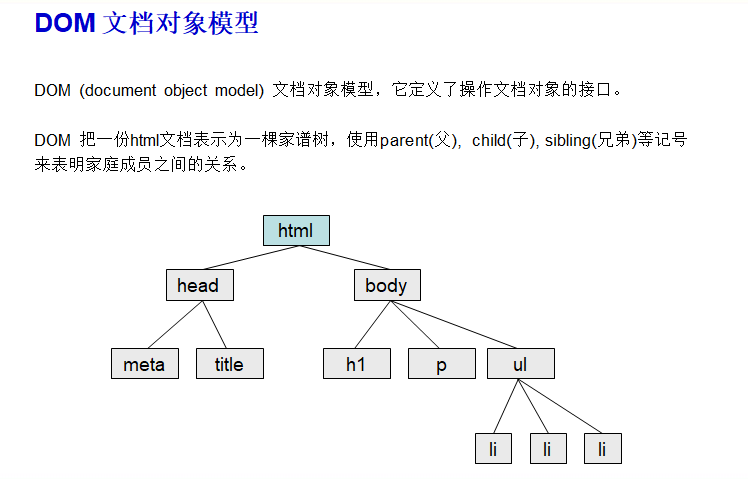 DOM 文档对象模型
DOM (document object model) 文档对象模型，它定义了操作文档对象的接口。
DOM 把一份html文档表示为一棵家谱树，使用parent(父), child(子), sibling(兄弟)等记号
来表明家庭成员之间的关系。
html
head body
meta title h1 p ul
li li li